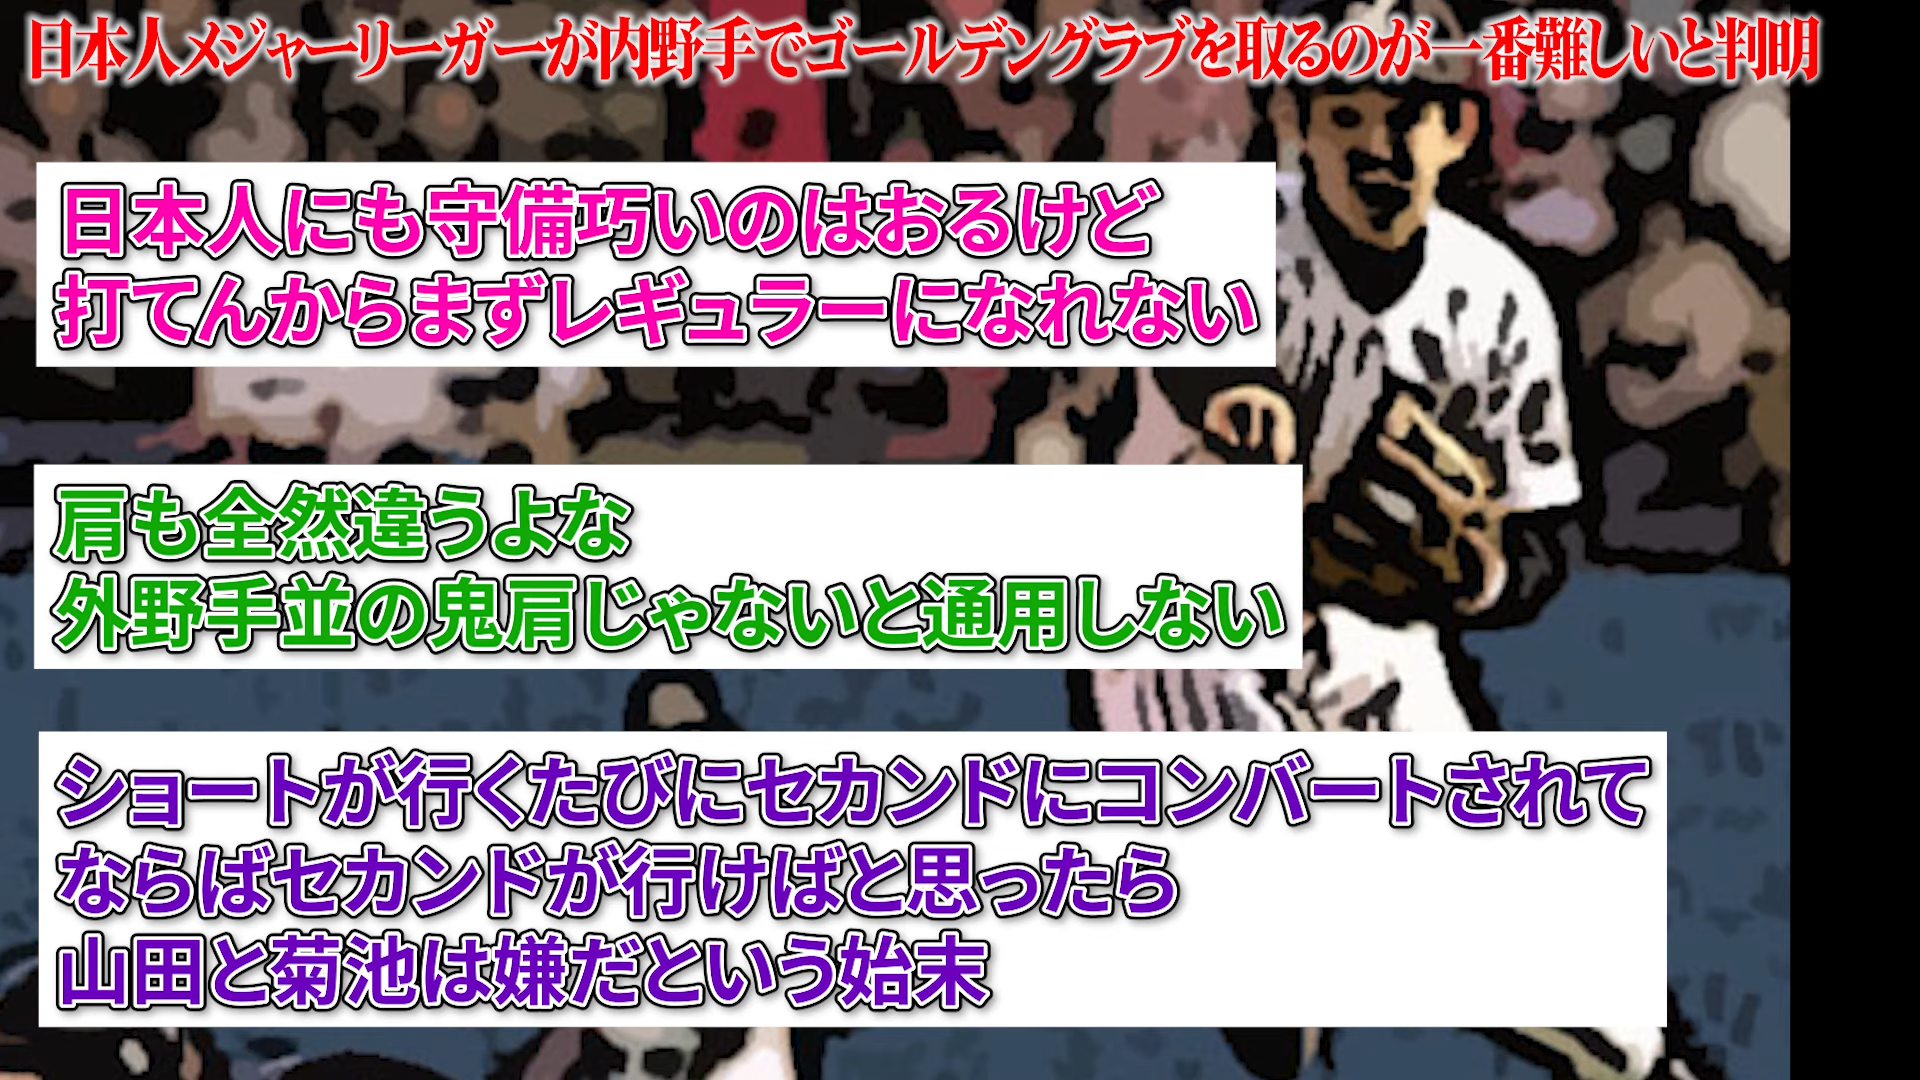 日本人メジャーリーガーが内野手でゴールデングラブを取るのが一番難しいと判明
日本人にも守備巧いのはおるけど
打てんからまずレギュラーになれない
肩も全然違うよな
外野手並の鬼肩じゃないと通用しない
ショートが行くたびにセカンドにコンバートされて
ならばセカンドが行けばと思ったら
山田と菊池は嫌だという始末